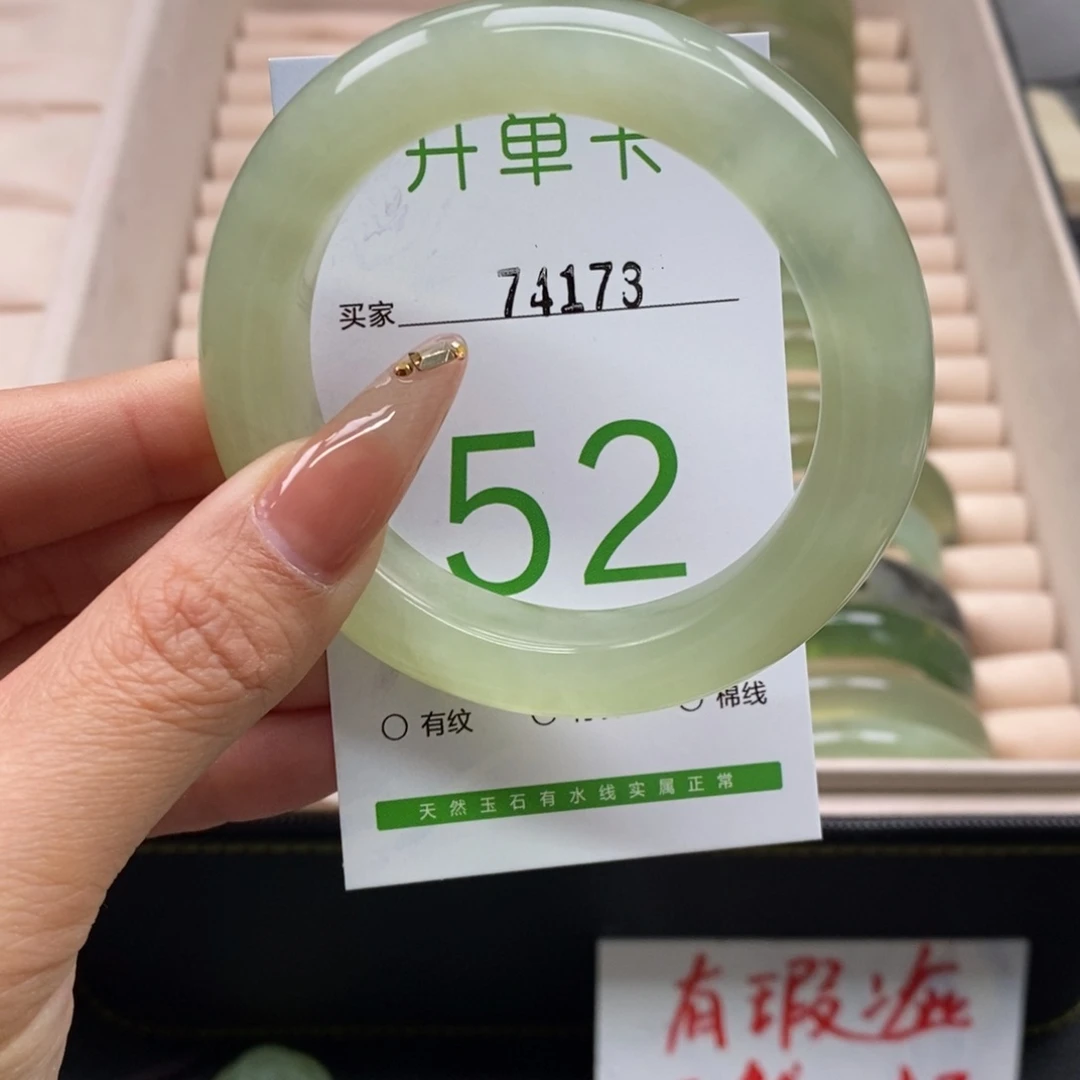 开单卡
买家 74173
52
○ 有纹 ○ ○ 棉线
天然玉石有水线实属正常
有瑕疵